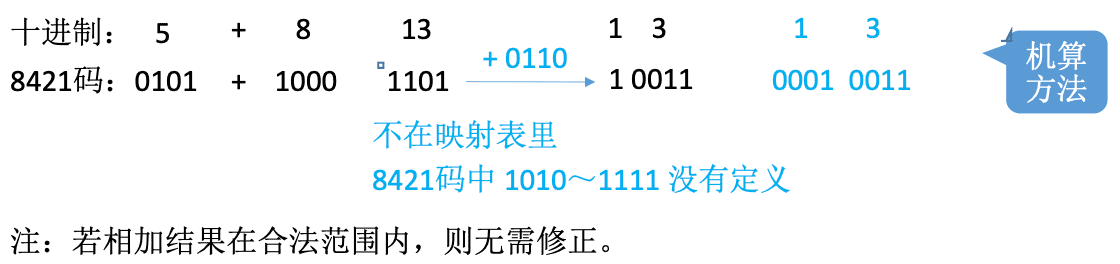 十进制： 5 + 8 13 1 3 1 3
8421码：0101 + 1000 1101 + 0110 1 0011 0001 0011
机算
方法
不在映射表里
8421码中 1010～1111 没有定义
注：若相加结果在合法范围内，则无需修正。